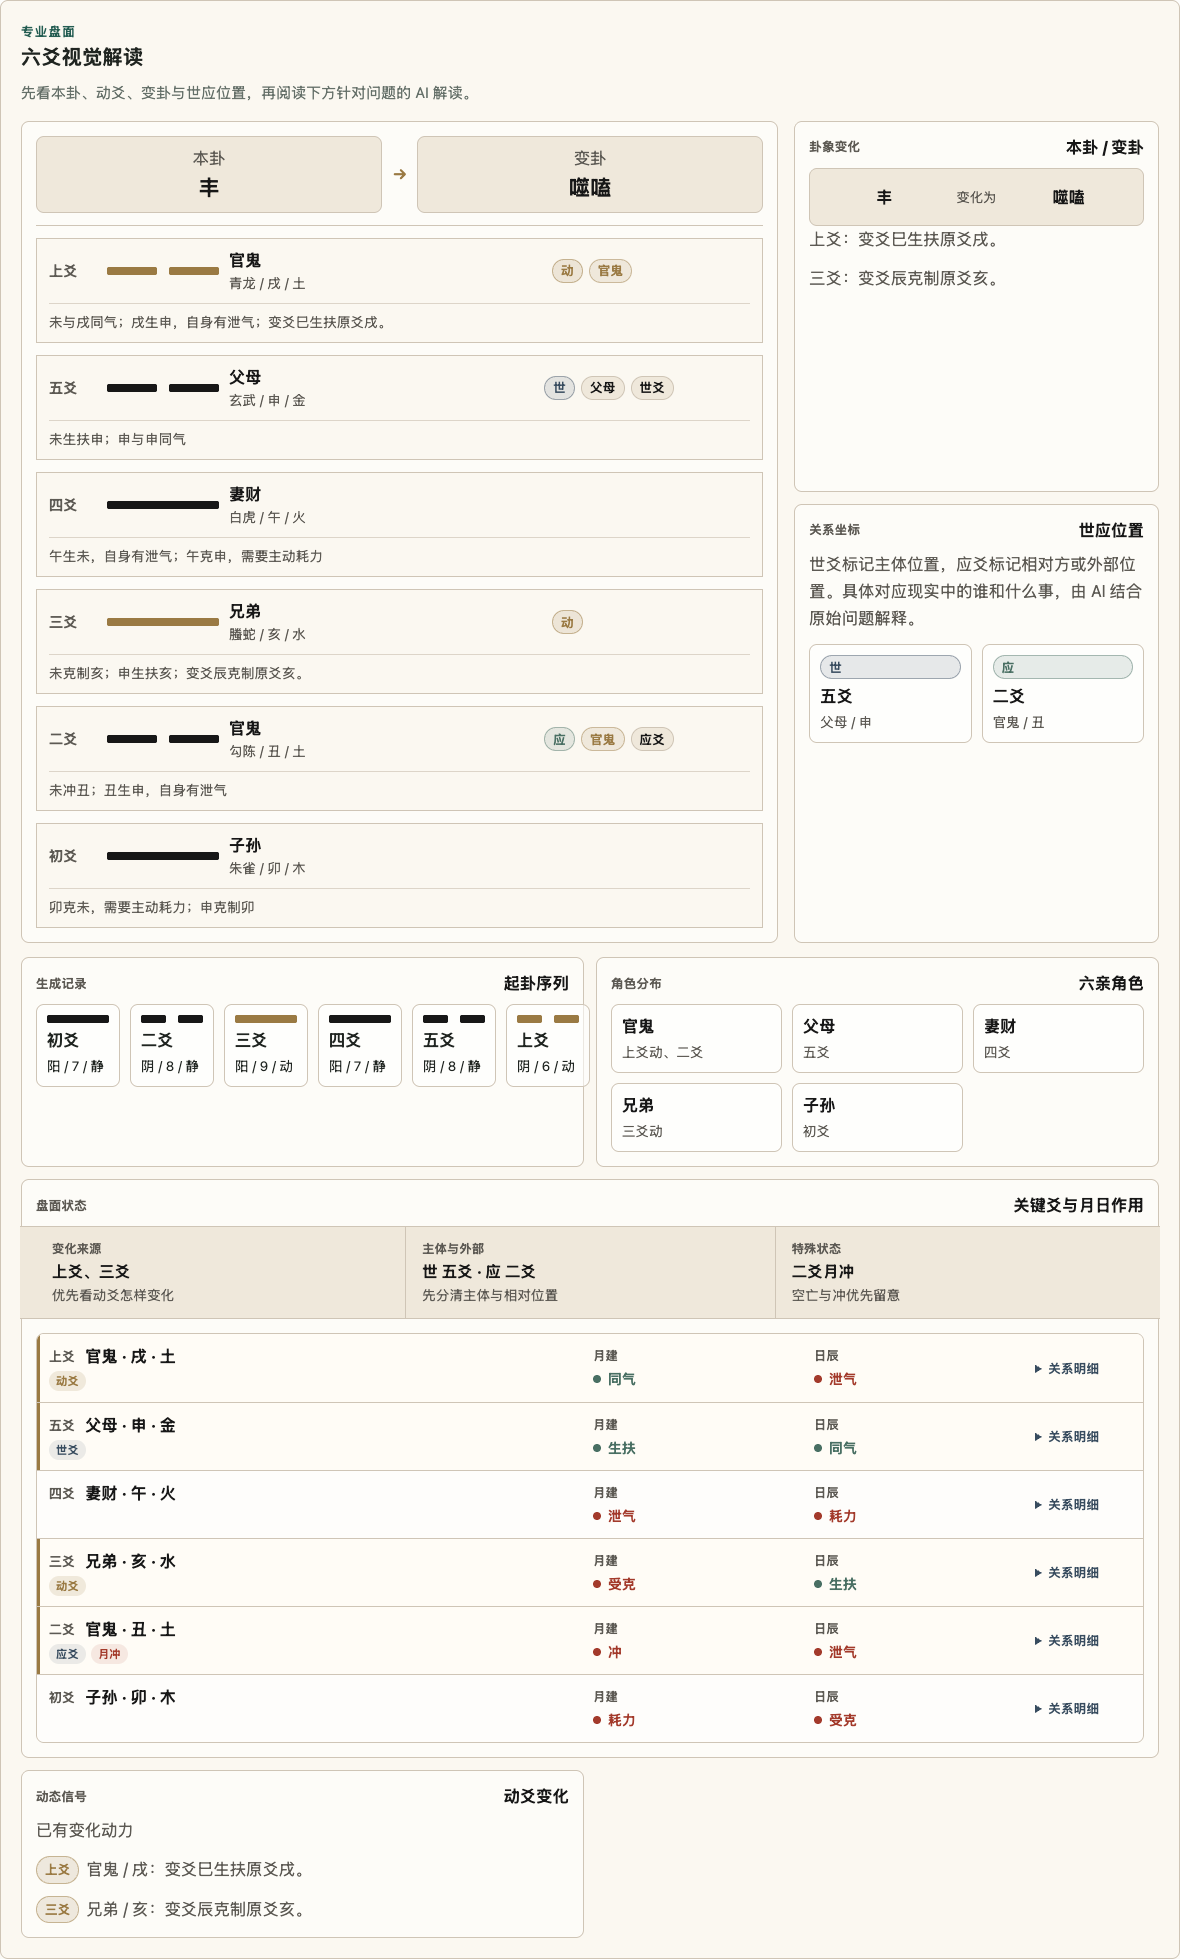 专业盘面
六爻视觉解读
先看本卦、动爻、变卦与世应位置，再阅读下方针对问题的 AI 解读。
本卦
丰
→
变卦
噬嗑
上爻
官鬼
青龙 / 戌 / 土
动
官鬼
未与戌同气；戌生申，自身有泄气；变爻巳生扶原爻戌。
五爻
父母
玄武 / 申 / 金
世
父母
世爻
未生扶申；申与申同气
四爻
妻财
白虎 / 午 / 火
午生未，自身有泄气；午克申，需要主动耗力
三爻
兄弟
螣蛇 / 亥 / 水
动
未克制亥；申生扶亥；变爻辰克制原爻亥。
二爻
官鬼
勾陈 / 丑 / 土
应
官鬼
应爻
未冲丑；丑生申，自身有泄气
初爻
子孙
朱雀 / 卯 / 木
卯克未，需要主动耗力；申克制卯
卦象变化
本卦 / 变卦
丰
变化为
噬嗑
上爻：变爻巳生扶原爻戌。
三爻：变爻辰克制原爻亥。
关系坐标
世应位置
世爻标记主体位置，应爻标记相对方或外部位
置。具体对应现实中的谁和什么事，由 AI 结合
原始问题解释。
世
五爻
父母 / 申
应
二爻
官鬼 / 丑
生成记录
起卦序列
初爻
阳 / 7 / 静
二爻
阴 / 8 / 静
三爻
阳 / 9 / 动
四爻
阳 / 7 / 静
五爻
阴 / 8 / 静
上爻
阴 / 6 / 动
角色分布
六亲角色
官鬼
上爻动、二爻
父母
五爻
妻财
四爻
兄弟
三爻动
子孙
初爻
盘面状态
关键爻与月日作用
变化来源
上爻、三爻
优先看动爻怎样变化
主体与外部
世 五爻 · 应 二爻
先分清主体与相对位置
特殊状态
二爻月冲
空亡与冲优先留意
上爻 官鬼 · 戌 · 土
动爻
月建
同气
日辰
泄气
▶ 关系明细
五爻 父母 · 申 · 金
世爻
月建
生扶
日辰
同气
▶ 关系明细
四爻 妻财 · 午 · 火
月建
泄气
日辰
耗力
▶ 关系明细
三爻 兄弟 · 亥 · 水
动爻
月建
受克
日辰
生扶
▶ 关系明细
二爻 官鬼 · 丑 · 土
应爻 月冲
月建
冲
日辰
泄气
▶ 关系明细
初爻 子孙 · 卯 · 木
月建
耗力
日辰
受克
▶ 关系明细
动态信号
动爻变化
已有变化动力
上爻 官鬼 / 戌：变爻巳生扶原爻戌。
三爻 兄弟 / 亥：变爻辰克制原爻亥。